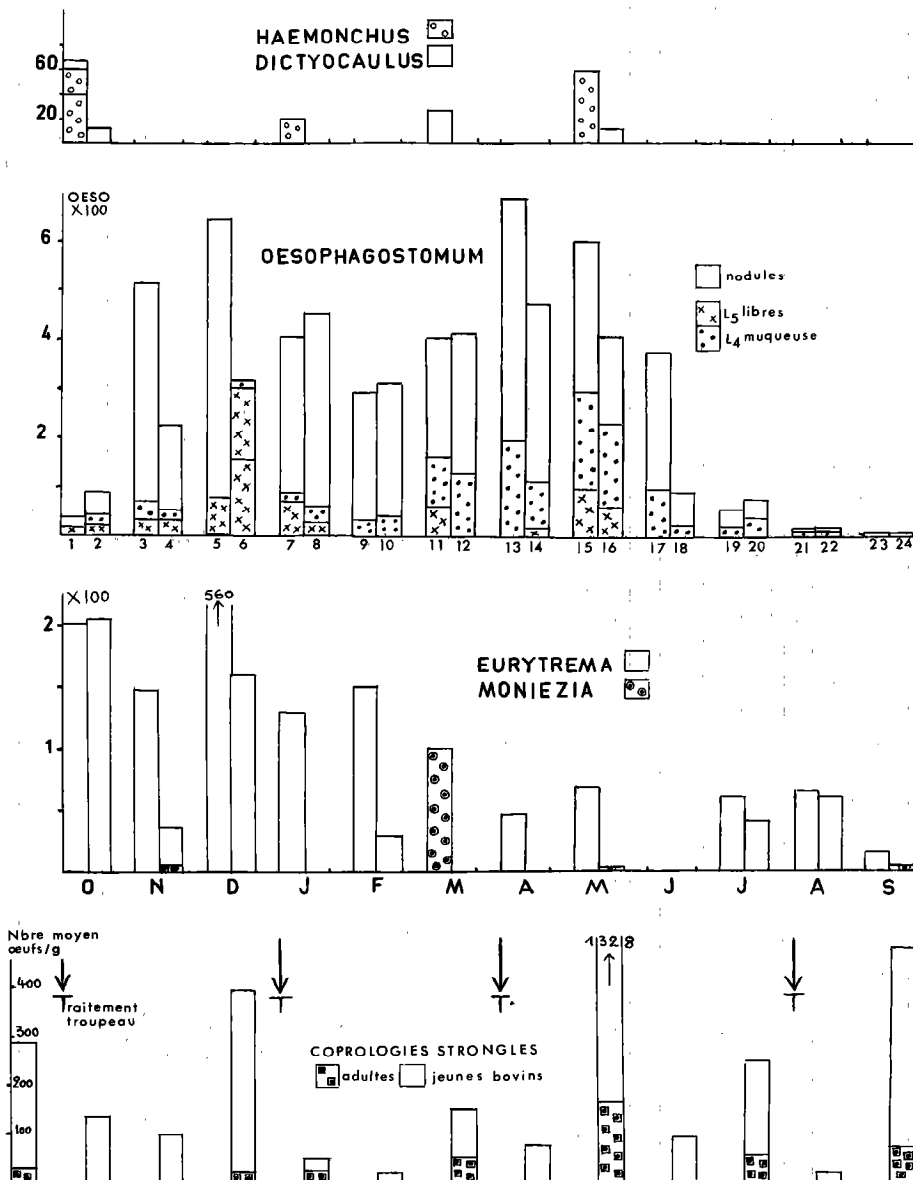 HAEMONCHUS
DICTYOCAULUS
60
20
OESO
X100
OESOPHAGOSTOMUM
nodules
L5 libres
L4 muqueuse
6
4
2
1 2 3 4 5 6 7 8 9 10 11 12 13 14 15 16 17 18 19 20 21 22 23 24
X100
560
2
EURYTREMA
MONIEZIA
1
O N D J F M A M J J A S
Nbre moyen
œufs/g
1328
400
Traitement
troupeau
T T. T
300
COPROLOGIES STRONGLES
adultes jeunes bovins
200
100